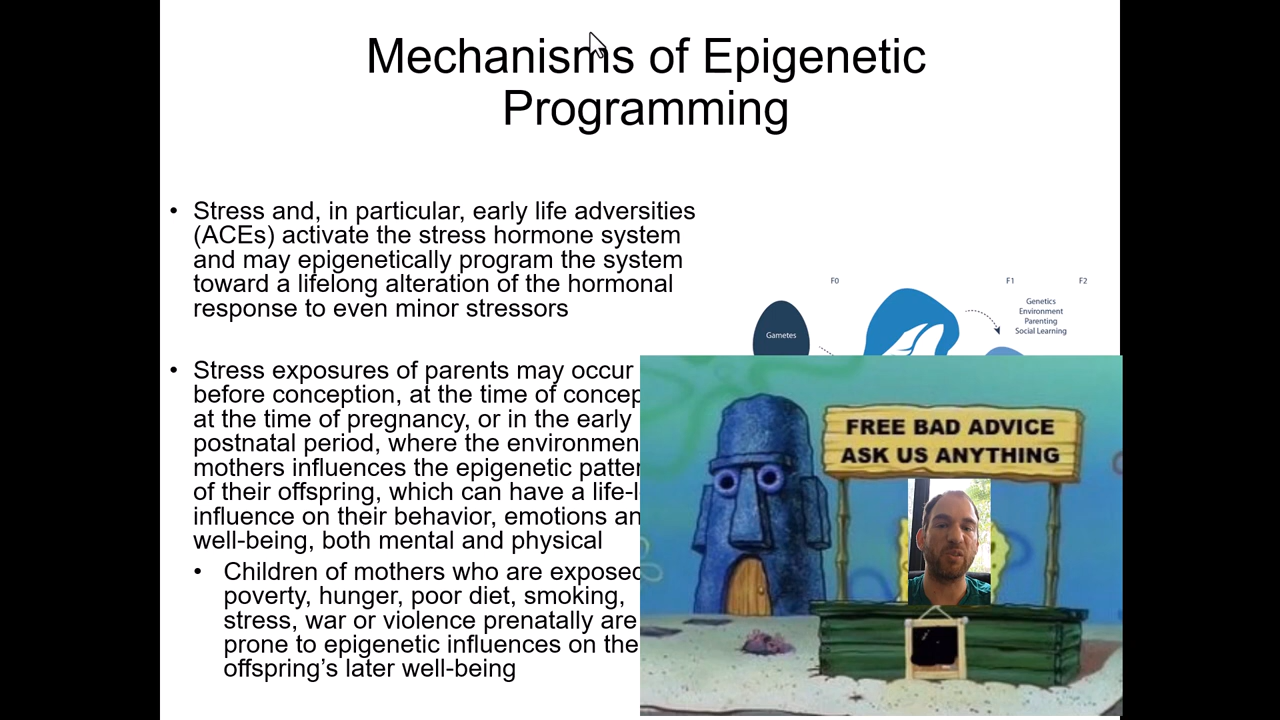 Mechanisms of Epigenetic
Programming
• Stress and, in particular, early life adversities
(ACEs) activate the stress hormone system
and may epigenetically program the system
toward a lifelong alteration of the hormonal
response to even minor stressors
• Stress exposures of parents may occur
before conception, at the time of concep
at the time of pregnancy, or in the early
postnatal period, where the environmen
mothers influences the epigenetic patter
of their offspring, which can have a life-l
influence on their behavior, emotions an
well-being, both mental and physical
• Children of mothers who are exposed
poverty, hunger, poor diet, smoking,
stress, war or violence prenatally are
prone to epigenetic influences on the
offspring's later well-being
F0
F1
F2
Gametes
Genetics
Environment
Parenting
Social Learning
FREE BAD ADVICE
ASK US ANYTHING